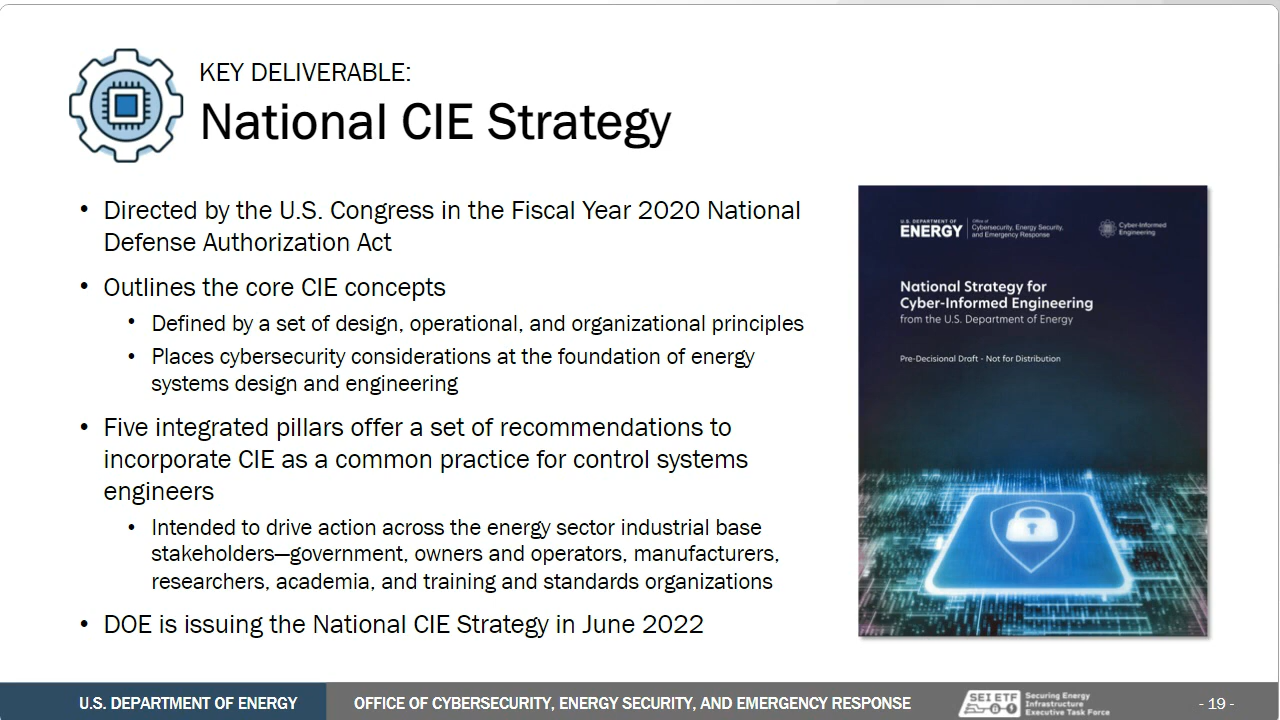 KEY DELIVERABLE:
National CIE Strategy
• Directed by the U.S. Congress in the Fiscal Year 2020 National
Defense Authorization Act
• Outlines the core CIE concepts
• Defined by a set of design, operational, and organizational principles
• Places cybersecurity considerations at the foundation of energy
systems design and engineering
• Five integrated pillars offer a set of recommendations to
incorporate CIE as a common practice for control systems
engineers
• Intended to drive action across the energy sector industrial base
stakeholders—government, owners and operators, manufacturers,
researchers, academia, and training and standards organizations
• DOE is issuing the National CIE Strategy in June 2022
U.S. DEPARTMENT OF
ENERGY
Office of
Cybersecurity, Energy Security,
and Emergency Response
Cyber-Informed
Engineering
National Strategy for
Cyber-Informed Engineering
from the U.S. Department of Energy
Pre-Decisional Draft - Not for Distribution
U.S. DEPARTMENT OF ENERGY
OFFICE OF CYBERSECURITY, ENERGY SECURITY, AND EMERGENCY RESPONSE
SEI ETF
Securing Energy
Infrastructure
Executive Task Force
- 19 -